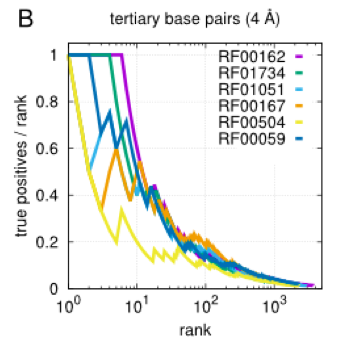 B
tertiary base pairs (4 Å)
true positives / rank
1
0.8
0.6
0.4
0.2
0
RF00162
RF01734
RF01051
RF00167
RF00504
RF00059
10^0 10^1 10^2 10^3
rank